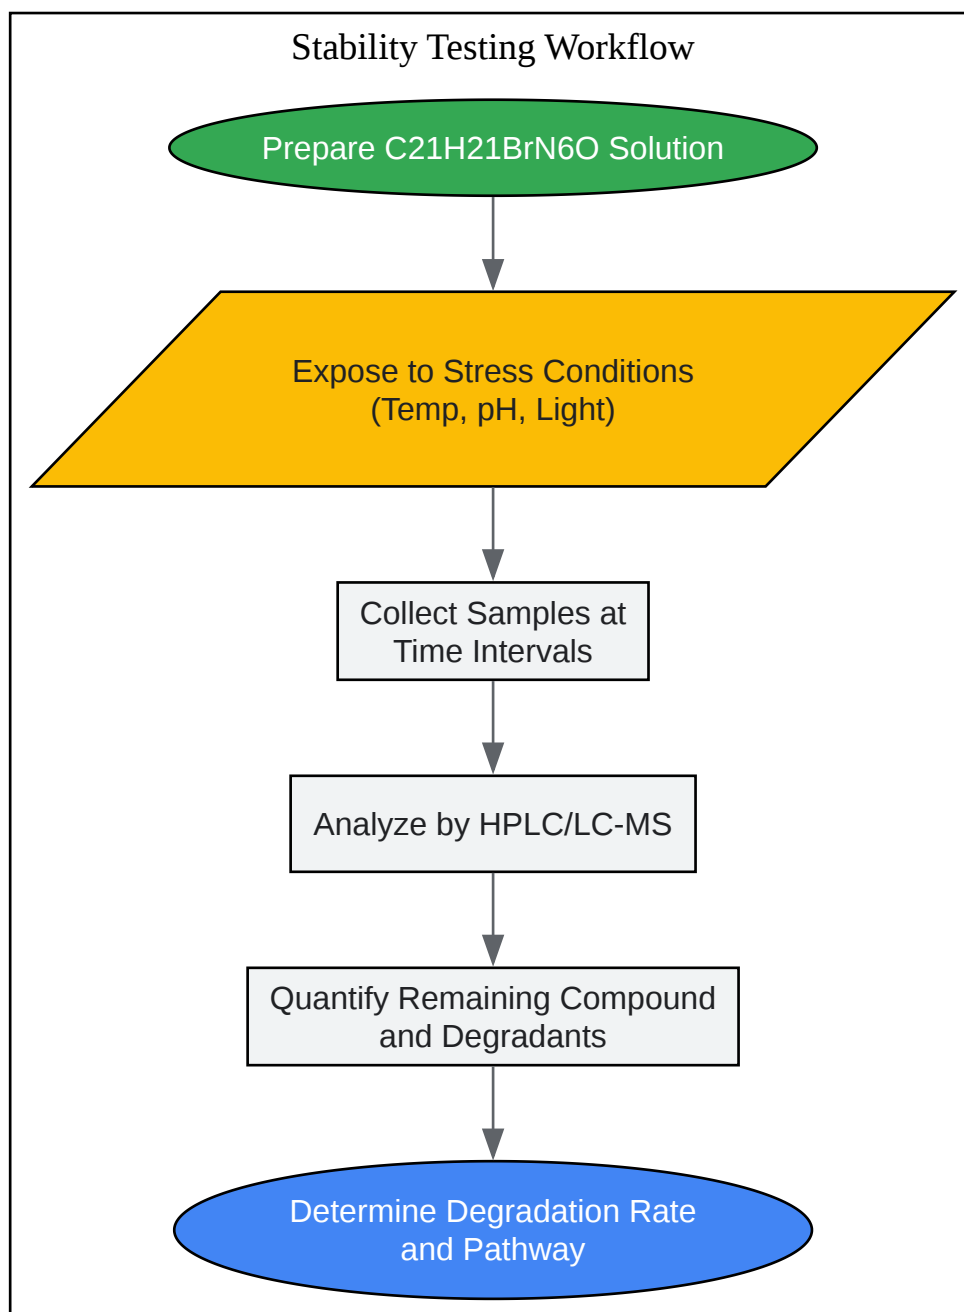 Stability Testing Workflow
Prepare C21H21BrN6O Solution
Expose to Stress Conditions
(Temp, pH, Light)
Collect Samples at
Time Intervals
Analyze by HPLC/LC-MS
Quantify Remaining Compound
and Degradants
Determine Degradation Rate
and Pathway